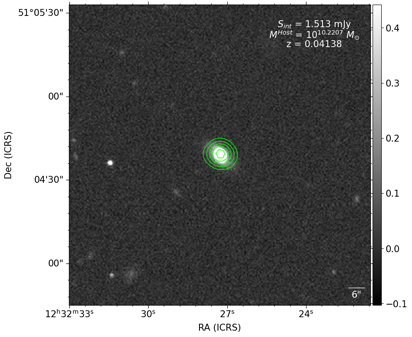 S_int = 1.513 mJy
M^Host = 10^10.2207 M_⊙
z = 0.04138
51°05'30"
00"
04'30"
00"
Dec (ICRS)
0.4
0.3
0.2
0.1
0.0
−0.1
6"
12ʰ32ᵐ33ˢ
30ˢ
27ˢ
24ˢ
RA (ICRS)